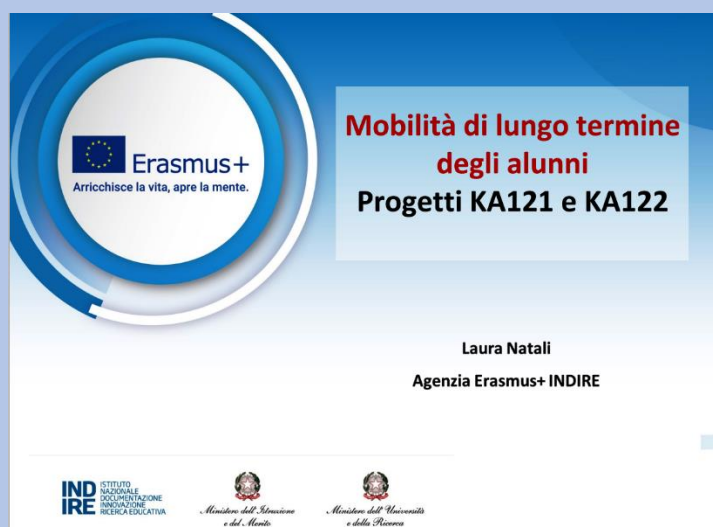 Erasmus+
Arricchisce la vita, apre la mente.
Mobilità di lungo termine
degli alunni
Progetti KA121 e KA122
Laura Natali
Agenzia Erasmus+ INDIRE
IND
IRE
ISTITUTO
NAZIONALE
DOCUMENTAZIONE
INNOVAZIONE
RICERCA EDUCATIVA
Ministero dell'Istruzione
e del Merito
Ministero dell'Università
e della Ricerca